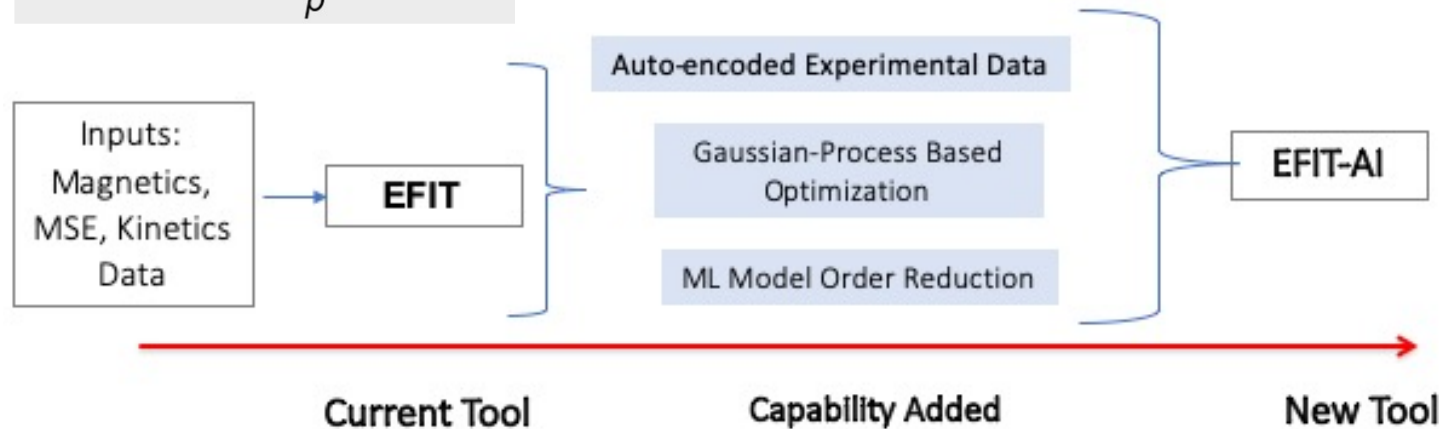 p
Auto-encoded Experimental Data
Inputs:
Magnetics,
MSE, Kinetics
Data
EFIT
Gaussian-Process Based
Optimization
ML Model Order Reduction
EFIT-AI
Current Tool
Capability Added
New Tool